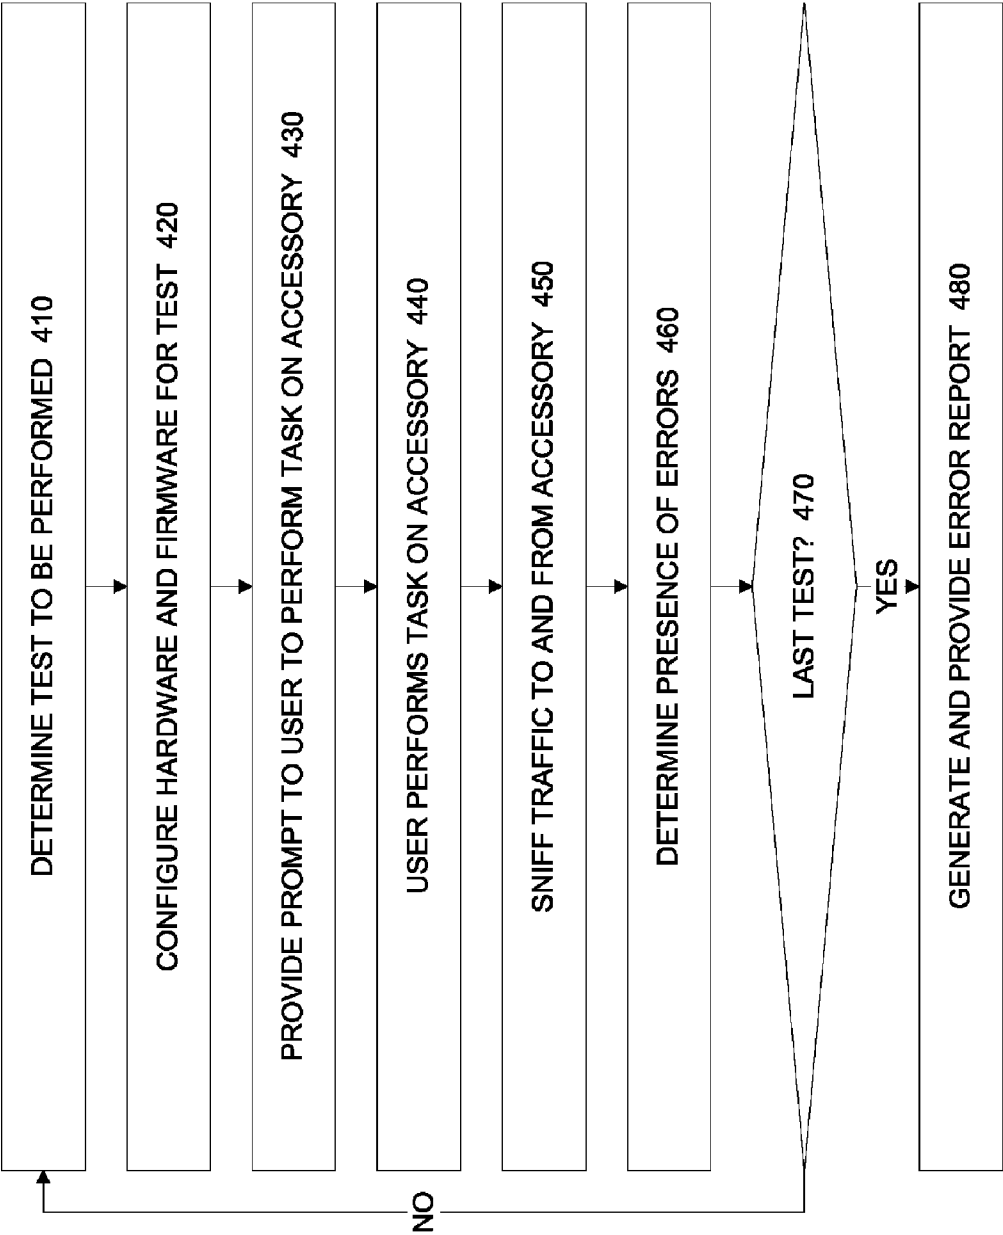 DETERMINE TEST TO BE PERFORMED 410
CONFIGURE HARDWARE AND FIRMWARE FOR TEST 420
PROVIDE PROMPT TO USER TO PERFORM TASK ON ACCESSORY 430
USER PERFORMS TASK ON ACCESSORY 440
SNIFF TRAFFIC TO AND FROM ACCESSORY 450
DETERMINE PRESENCE OF ERRORS 460
LAST TEST? 470
NO
YES
GENERATE AND PROVIDE ERROR REPORT 480